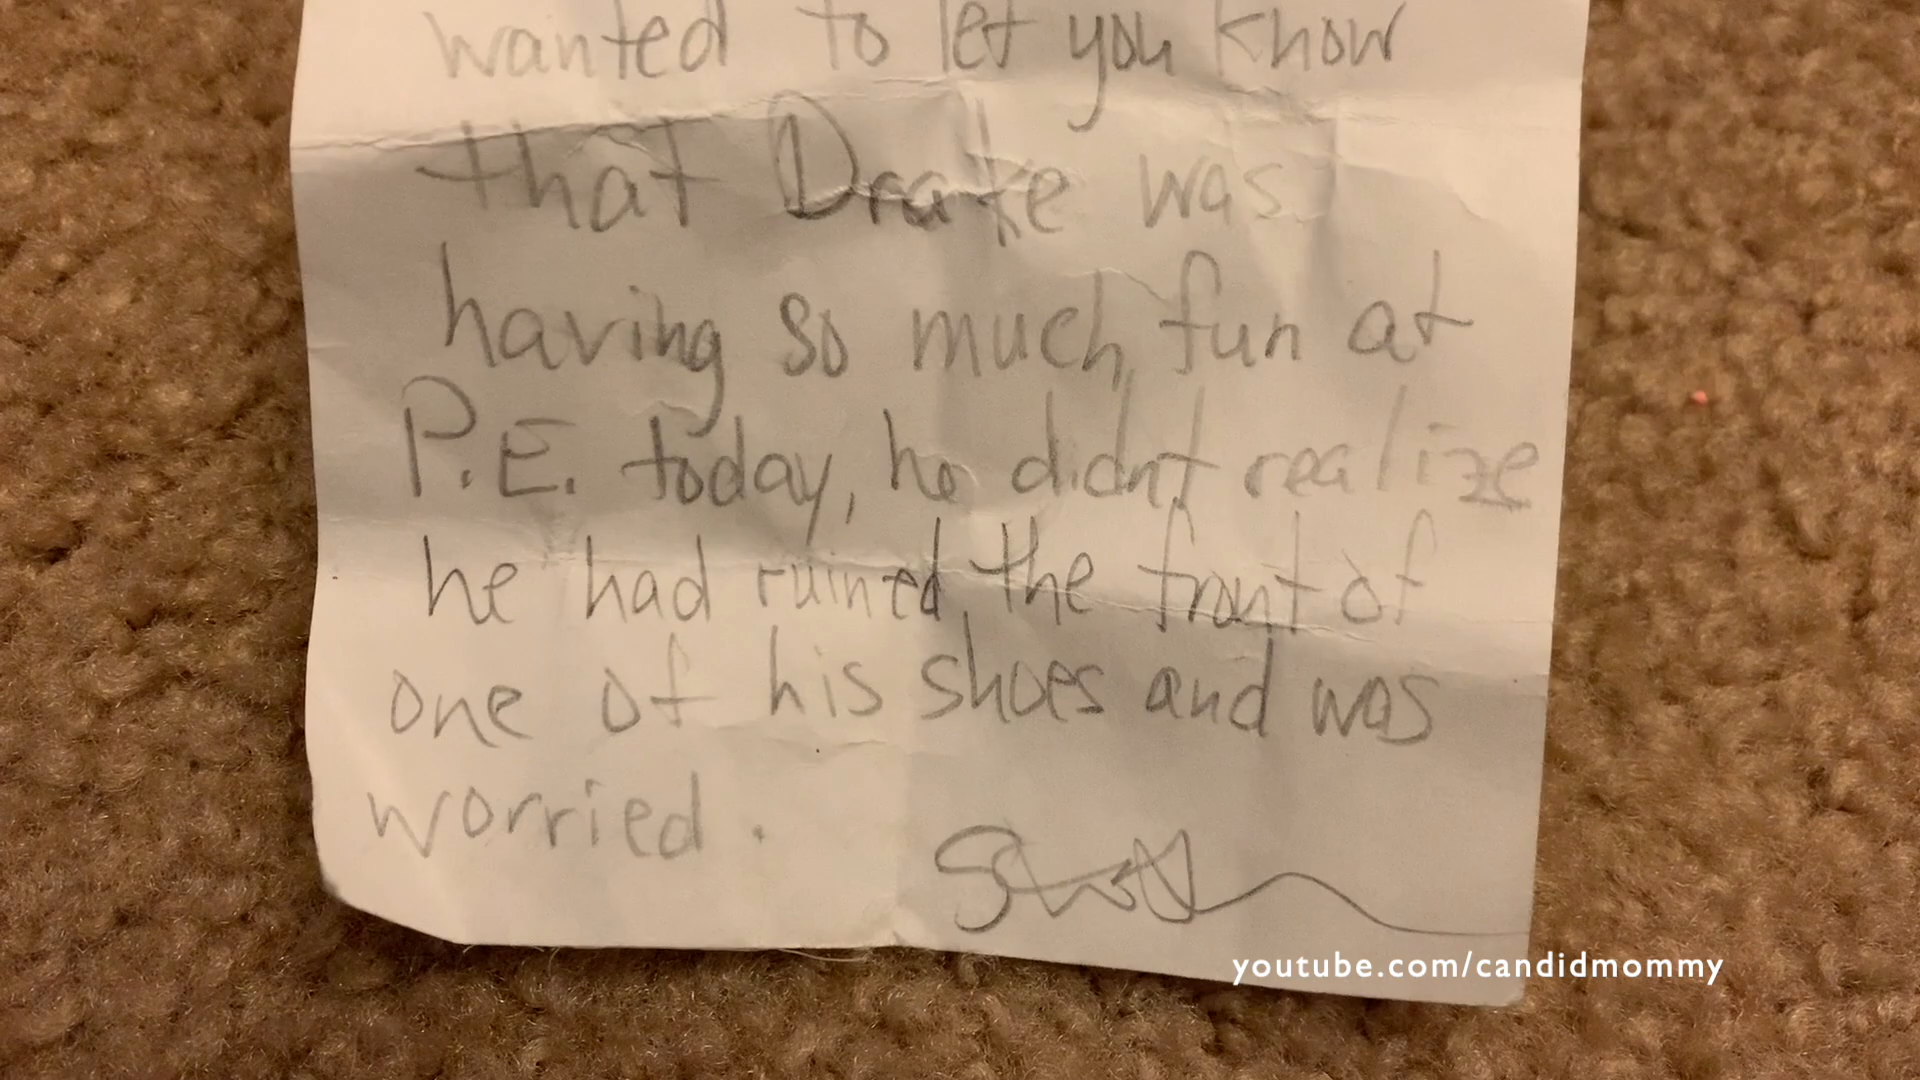 wanted to let you know
that Drake was
having so much fun at
P.E. today, he didn't realize
he had ruined the front of
one of his shoes and was
worried.
youtube.com/candidmommy